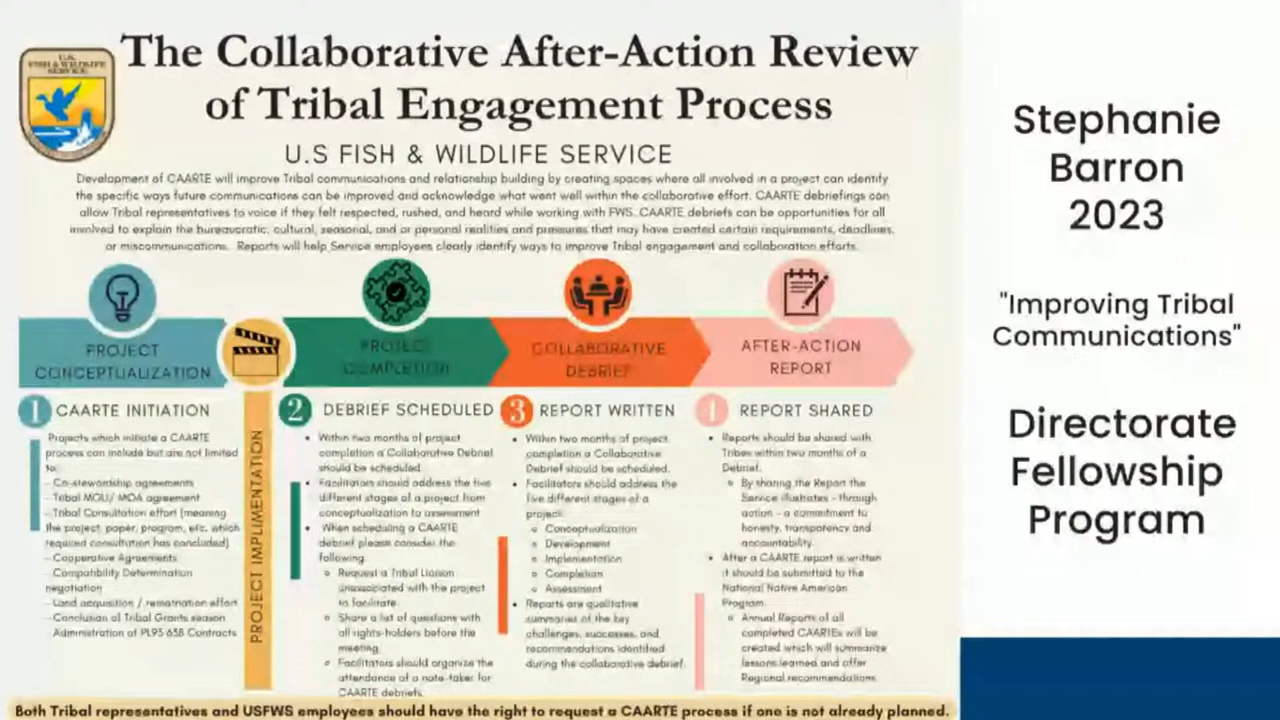 U.S.
FISH & WILDLIFE
SERVICE
The Collaborative After-Action Review
of Tribal Engagement Process
U.S FISH & WILDLIFE SERVICE
Development of CAARTE will improve Tribal communications and relationship building by creating spaces where all involved in a project can identify
the specific ways future communications can be improved and acknowledge what went well within the collaborative effort. CAARTE debriefings can
allow Tribal representatives to voice if they felt respected, rushed, and heard while working with FWS. CAARTE debriefs can be opportunities for all
involved to explain the bureaucratic, cultural, seasonal, and or personal realities and pressures that may have created certain requirements, deadlines,
or miscommunications. Reports will help Service employees clearly identify ways to improve Tribal engagement and collaboration efforts.
PROJECT
CONCEPTUALIZATION
PROJECT
COMPLETION
COLLABORATIVE
DEBRIEF
AFTER-ACTION
REPORT
1 CAARTE INITIATION
Projects which initiate a CAARTE
process can include but are not limited
to:
- Co-stewardship agreements
- Tribal MOU/ MOA agreement
- Tribal Consultation effort (meaning
the project, paper, program, etc. which
required consultation has concluded)
- Cooperative Agreements
- Compatibility Determination
negotiation
- Land acquisition / rematriation effort
- Conclusion of Tribal Grants season
- Administration of PL93-638 Contracts
PROJECT IMPLIMENTATION
2 DEBRIEF SCHEDULED
• Within two months of project
completion a Collaborative Debrief
should be scheduled.
• Facilitators should address the five
different stages of a project from
conceptualization to assessment
• When scheduling a CAARTE
debrief please consider the
following:
Request a Tribal Liaison
unassociated with the project
to facilitate.
Share a list of questions with
all rights-holders before the
meeting.
Facilitators should organize the
attendance of a note-taker for
CAARTE debriefs.
3 REPORT WRITTEN
• Within two months of project
completion a Collaborative
Debrief should be scheduled.
• Facilitators should address the
five different stages of a
project:
Conceptualization
Development
Implementation
Completion
Assessment
• Reports are qualitative
summaries of the key
challenges, successes, and
recommendations identified
during the collaborative debrief.
4 REPORT SHARED
• Reports should be shared with
Tribes within two months of a
Debrief.
By sharing the Report the
Service illustrates - through
action - a commitment to
honesty, transparency and
accountability.
• After a CAARTE report is written
it should be submitted to the
National Native American
Program.
Annual Reports of all
completed CAARTEs will be
created which will summarize
lessons learned and offer
Regional recommendations.
Both Tribal representatives and USFWS employees should have the right to request a CAARTE process if one is not already planned.
Stephanie
Barron
2023
"Improving Tribal
Communications"
Directorate
Fellowship
Program